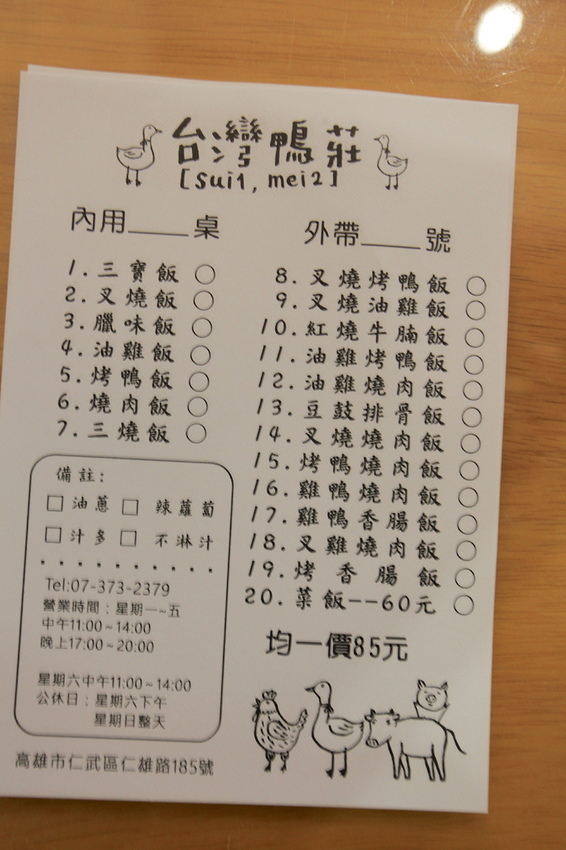 台灣鴨莊
[Sui1, mei2]
內用____桌
外帶____號
1.三寶飯○
2.叉燒飯○
3.臘味飯○
4.油雞飯○
5.烤鴨飯○
6.燒肉飯○
7.三燒飯○
8.叉燒烤鴨飯○
9.叉燒油雞飯○
10.紅燒牛腩飯○
11.油雞烤鴨飯○
12.油雞燒肉飯○
13.豆鼓排骨飯○
14.叉燒燒肉飯○
15.烤鴨燒肉飯○
16.雞鴨燒肉飯○
17.雞鴨香腸飯○
18.叉雞燒肉飯○
19.烤香腸飯○
20.菜飯--60元○
均一價85元
備註:
□油蔥□辣蘿蔔
□汁多□不淋汁
Tel:07-373-2379
營業時間：星期一~五
中午11:00~14:00
晚上17:00~20:00
星期六中午11:00~14:00
公休日：星期六下午
星期日整天
高雄市仁武區仁雄路185號